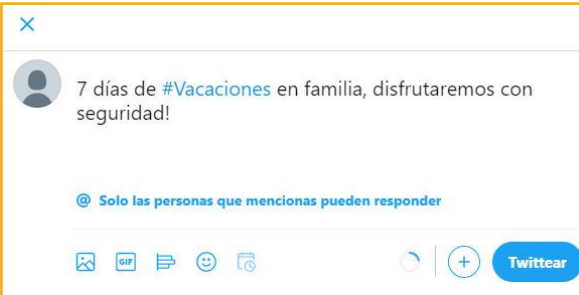 7 días de #Vacaciones en familia, disfrutaremos con
seguridad!
@ Solo las personas que mencionas pueden responder
GIF
Twittear